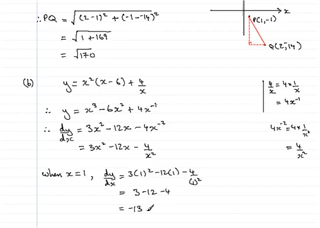 ∴ PQ = √((2-1)² + (-1--14)²)
= √(1 + 169)
= √170
x
P(1,-1)
Q(2,-14)
(b) y = x²(x-6) + 4/x
∴ y = x³ - 6x² + 4x⁻¹
∴ dy/dx = 3x² - 12x - 4x⁻²
= 3x² - 12x - 4/x²
4/x = 4 × 1/x
= 4x⁻¹
4x⁻² = 4 × 1/x²
= 4/x²
when x = 1, dy/dx = 3(1)² - 12(1) - 4/(1)²
= 3 - 12 - 4
= -13